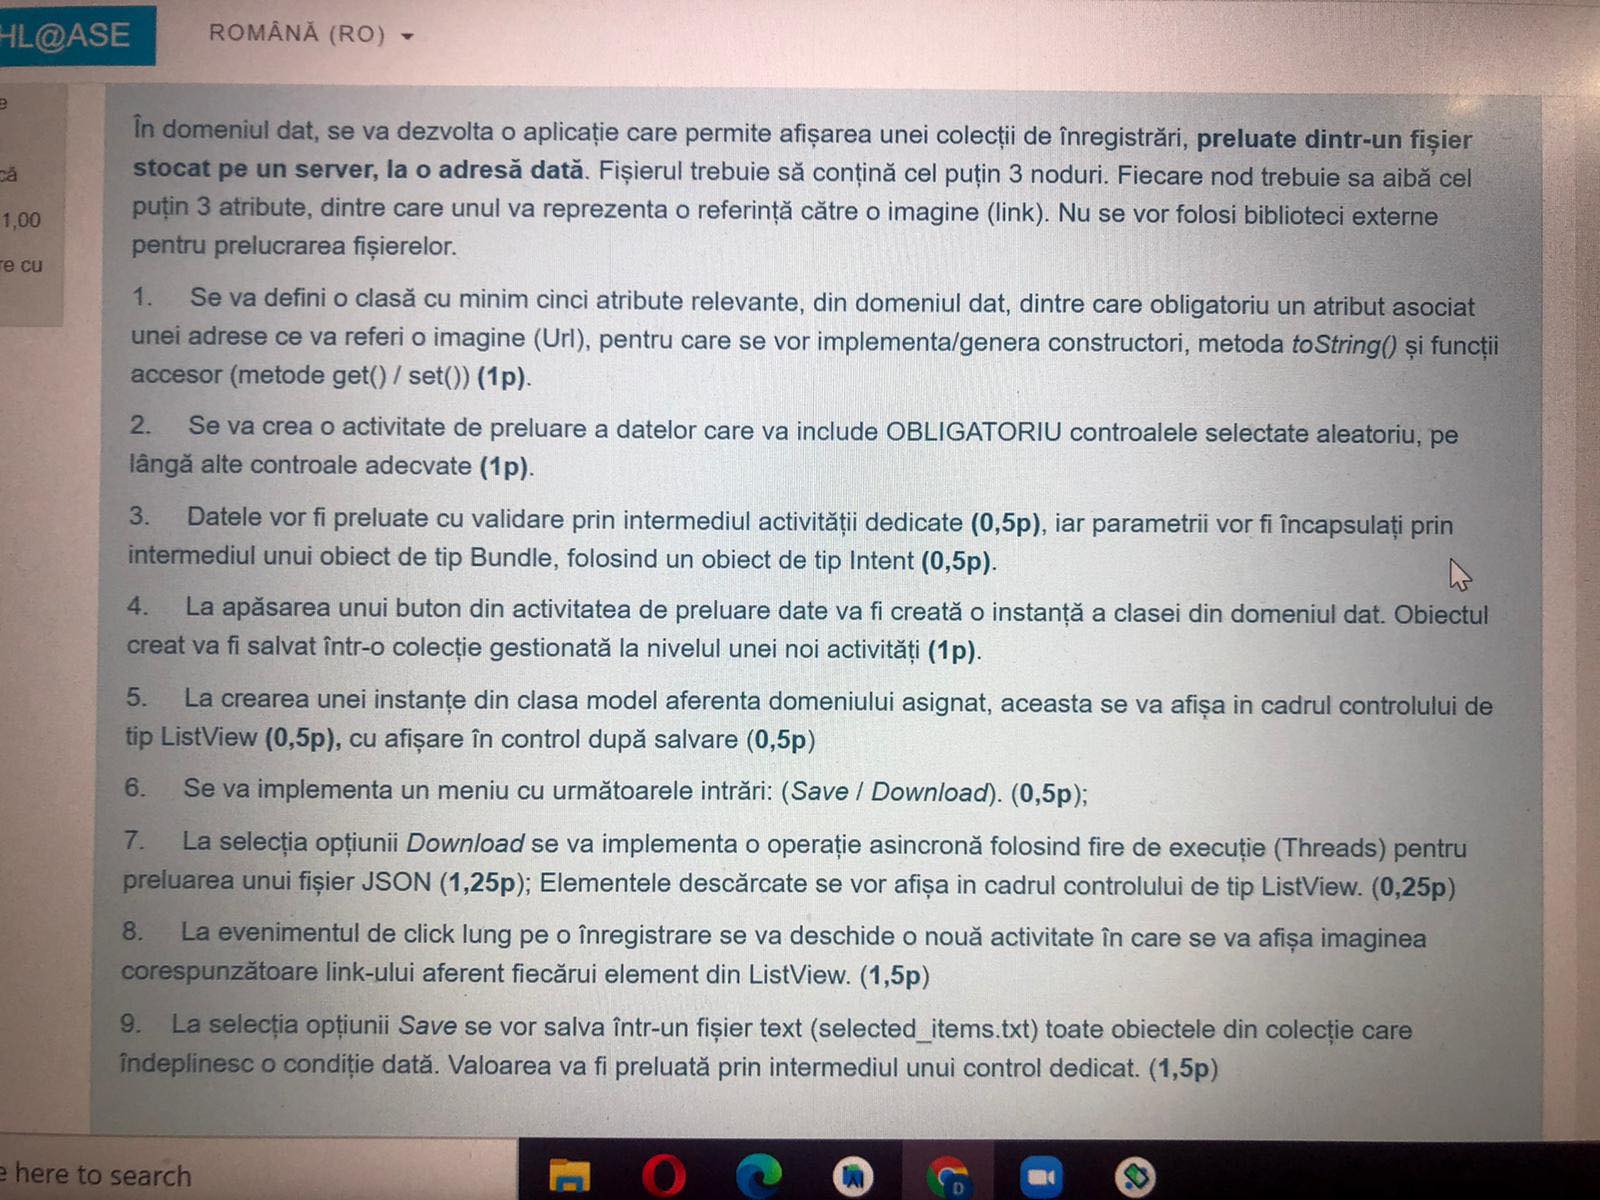 HL@ASE
ROMÂNĂ (RO)
e
că
1,00
re cu
În domeniul dat, se va dezvolta o aplicație care permite afișarea unei colecții de înregistrări, preluate dintr-un fișier
stocat pe un server, la o adresă dată. Fișierul trebuie să conțină cel puțin 3 noduri. Fiecare nod trebuie sa aibă cel
puțin 3 atribute, dintre care unul va reprezenta o referință către o imagine (link). Nu se vor folosi biblioteci externe
pentru prelucrarea fișierelor.
1. Se va defini o clasă cu minim cinci atribute relevante, din domeniul dat, dintre care obligatoriu un atribut asociat
unei adrese ce va referi o imagine (Url), pentru care se vor implementa/genera constructori, metoda toString() și funcții
accesor (metode get() / set()) (1p).
2. Se va crea o activitate de preluare a datelor care va include OBLIGATORIU controalele selectate aleatoriu, pe
lângă alte controale adecvate (1p).
3. Datele vor fi preluate cu validare prin intermediul activității dedicate (0,5p), iar parametrii vor fi încapsulați prin
intermediul unui obiect de tip Bundle, folosind un obiect de tip Intent (0,5p).
4. La apăsarea unui buton din activitatea de preluare date va fi creată o instanță a clasei din domeniul dat. Obiectul
creat va fi salvat într-o colecție gestionată la nivelul unei noi activități (1p).
5. La crearea unei instanțe din clasa model aferenta domeniului asignat, aceasta se va afișa in cadrul controlului de
tip ListView (0,5p), cu afișare în control după salvare (0,5p)
6. Se va implementa un meniu cu următoarele intrări: (Save / Download). (0,5p);
7. La selecția opțiunii Download se va implementa o operație asincronă folosind fire de execuție (Threads) pentru
preluarea unui fișier JSON (1,25p); Elementele descărcate se vor afișa in cadrul controlului de tip ListView. (0,25p)
8. La evenimentul de click lung pe o înregistrare se va deschide o nouă activitate în care se va afișa imaginea
corespunzătoare link-ului aferent fiecărui element din ListView. (1,5p)
9. La selecția opțiunii Save se vor salva într-un fișier text (selected_items.txt) toate obiectele din colecție care
îndeplinesc o condiție dată. Valoarea va fi preluată prin intermediul unui control dedicat. (1,5p)
e here to search
D